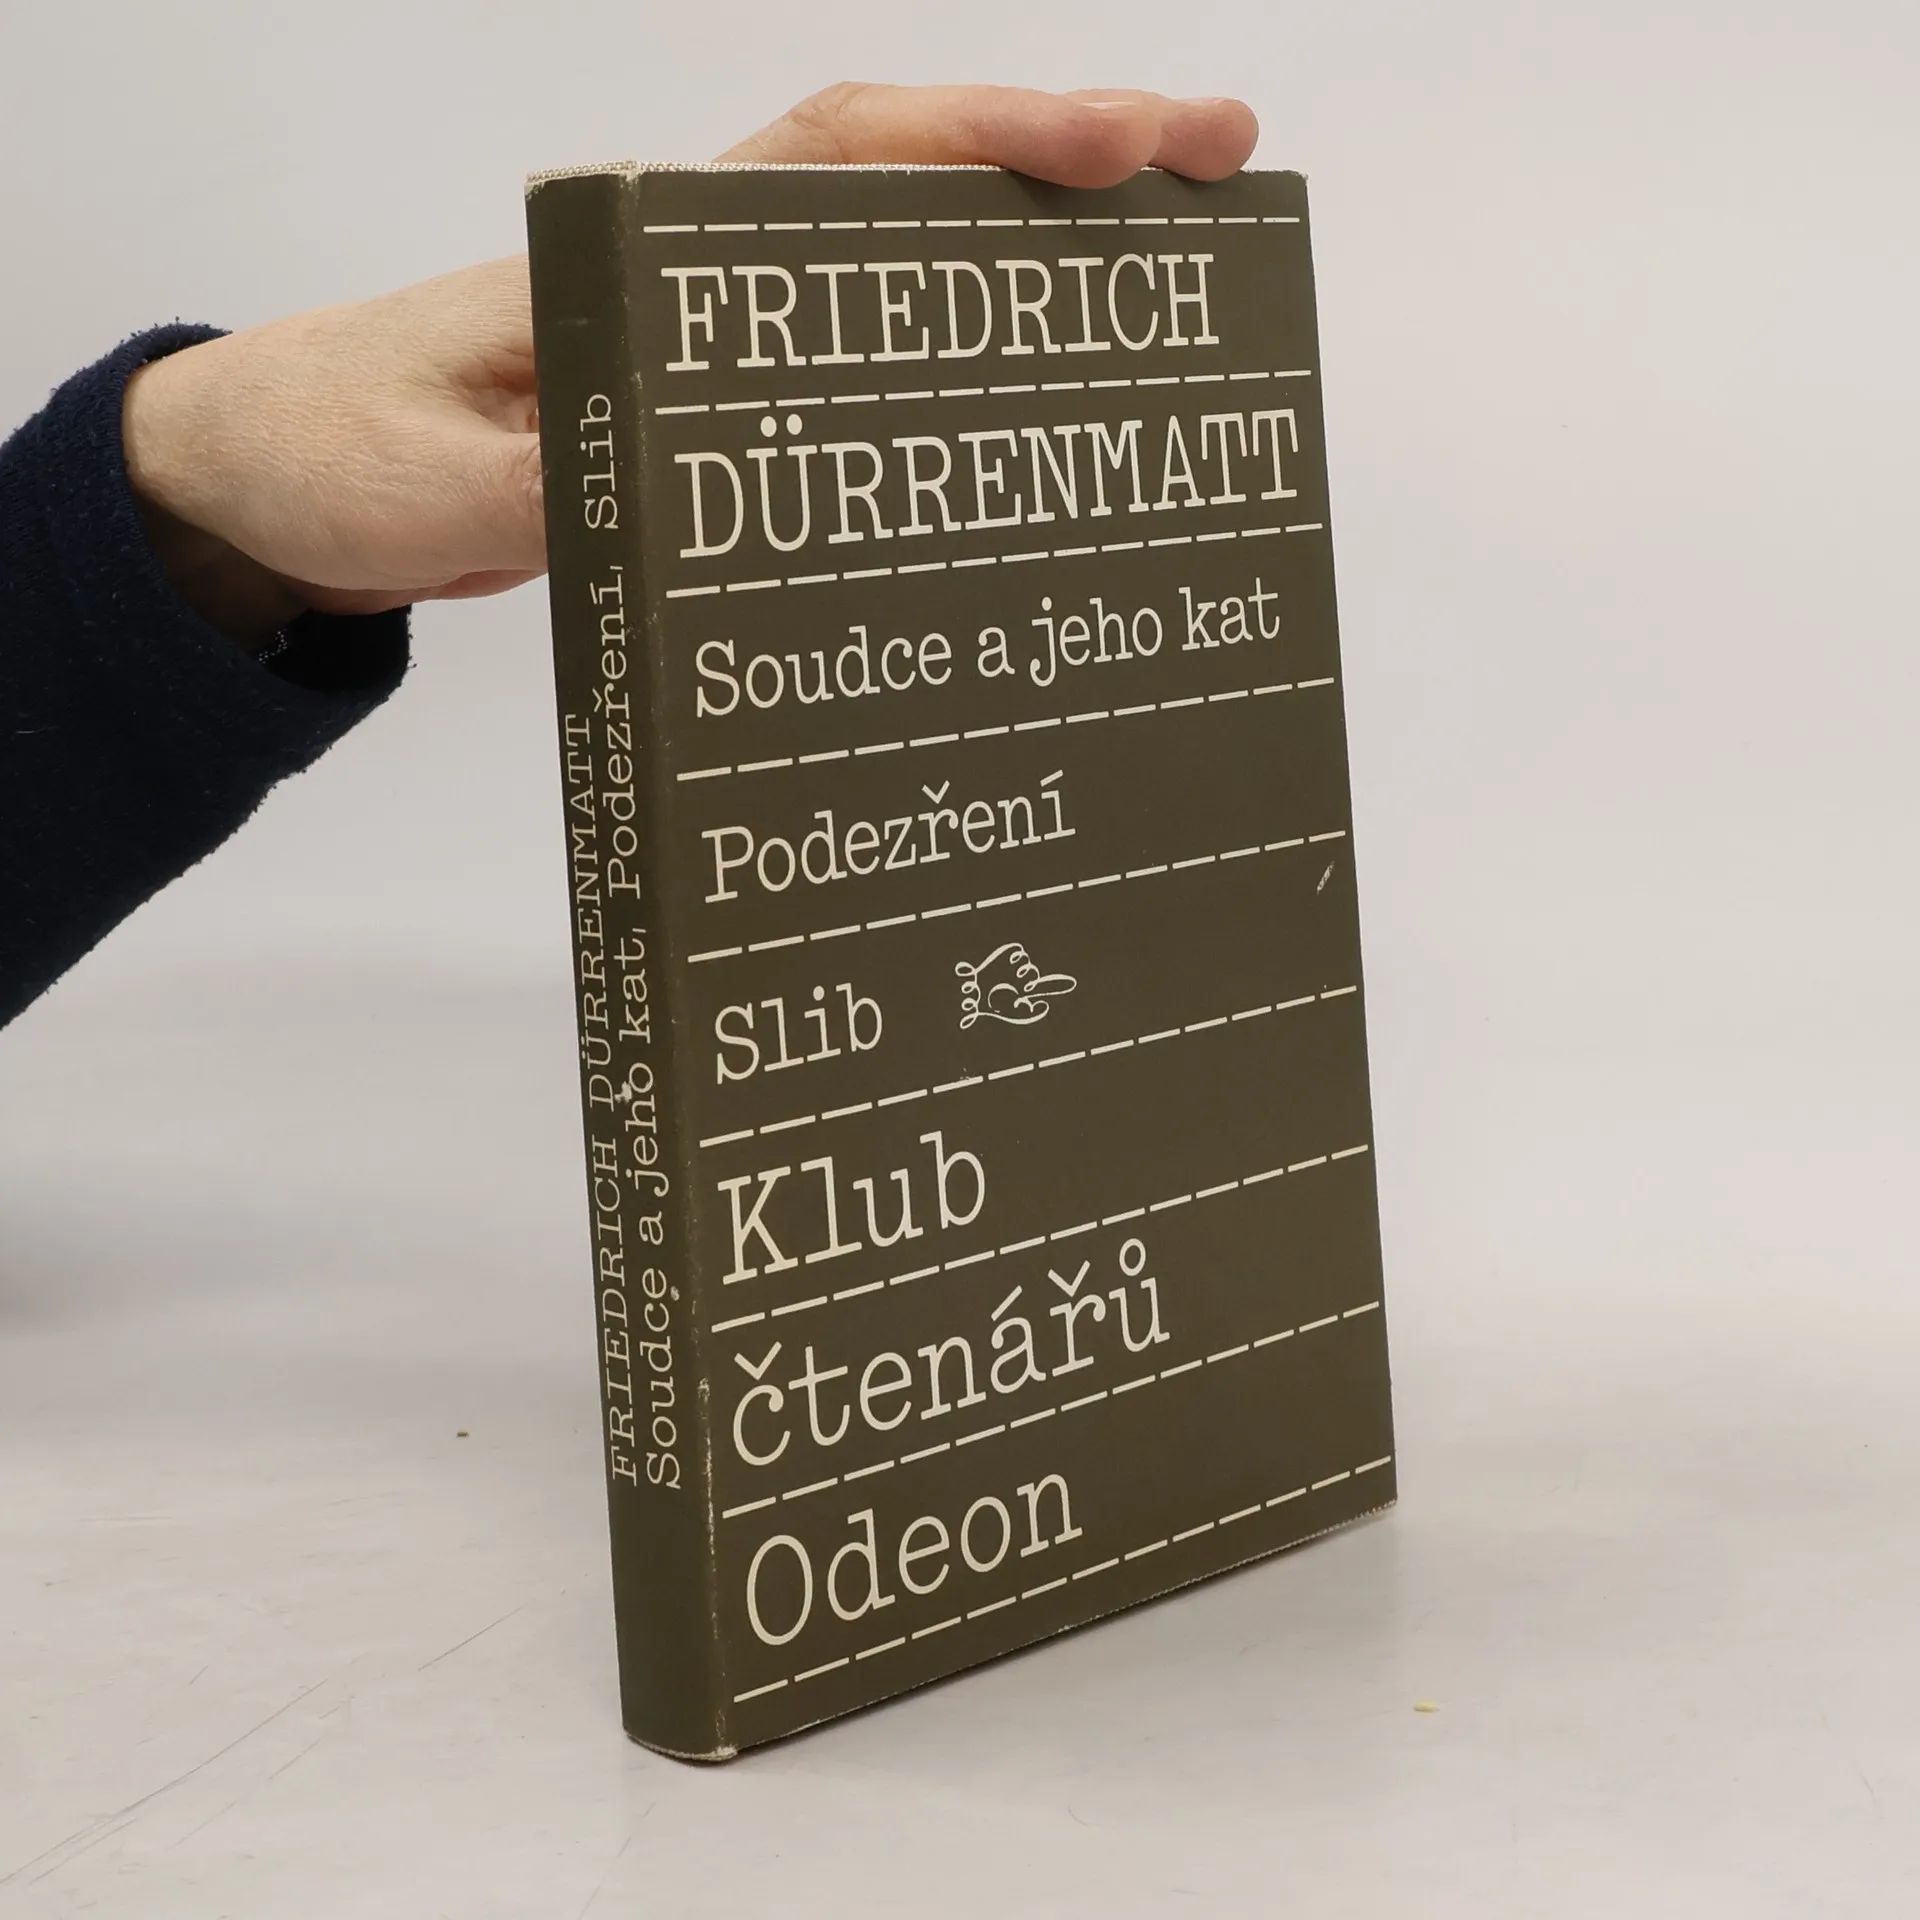 FRIEDRICH
DÜRRENMATT
Soudce a jeho kat
Podezření
Slib
Klub
čtenářů
Odeon
FRIEDRICH DÜRRENMATT
Soudce a jeho kat, Podezření, Slib